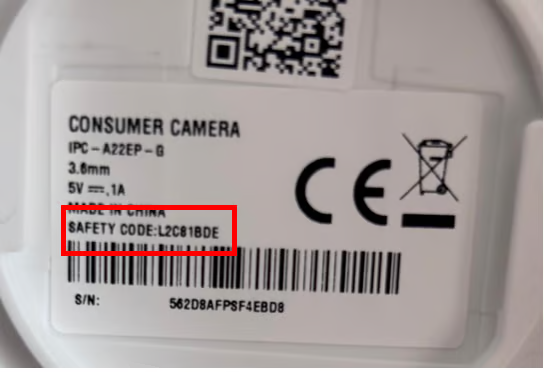 CONSUMER CAMERA
IPC-A22EP-G
3.6mm
5V ⎓, 1A
MADE IN CHINA
SAFETY CODE:L2C81BDE
CE
S/N: 562D8AFPSF4EBD8